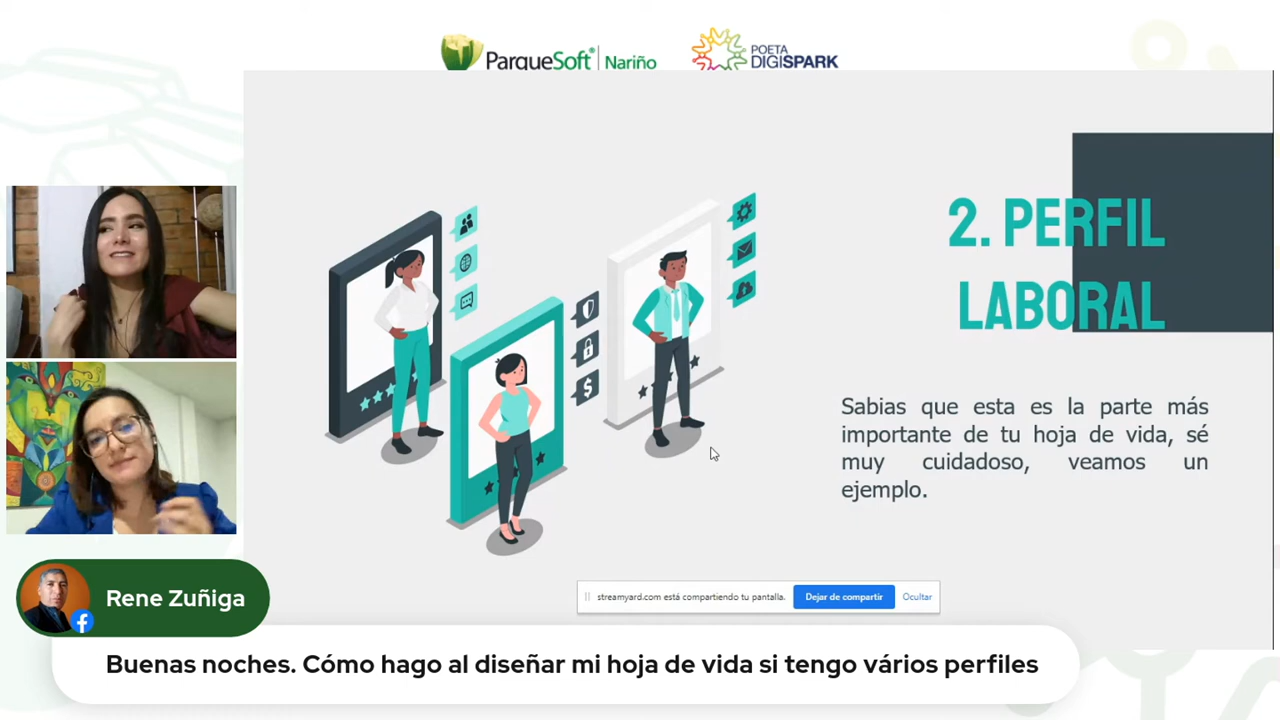 ParqueSoft Nariño
POETA
DIGISPARK
2. PERFIL
LABORAL
Sabias que esta es la parte más
importante de tu hoja de vida, sé
muy cuidadoso, veamos un
ejemplo.
streamyard.com está compartiendo tu pantalla.
Dejar de compartir
Ocultar
Rene Zuñiga
Buenas noches. Cómo hago al diseñar mi hoja de vida si tengo vários perfiles